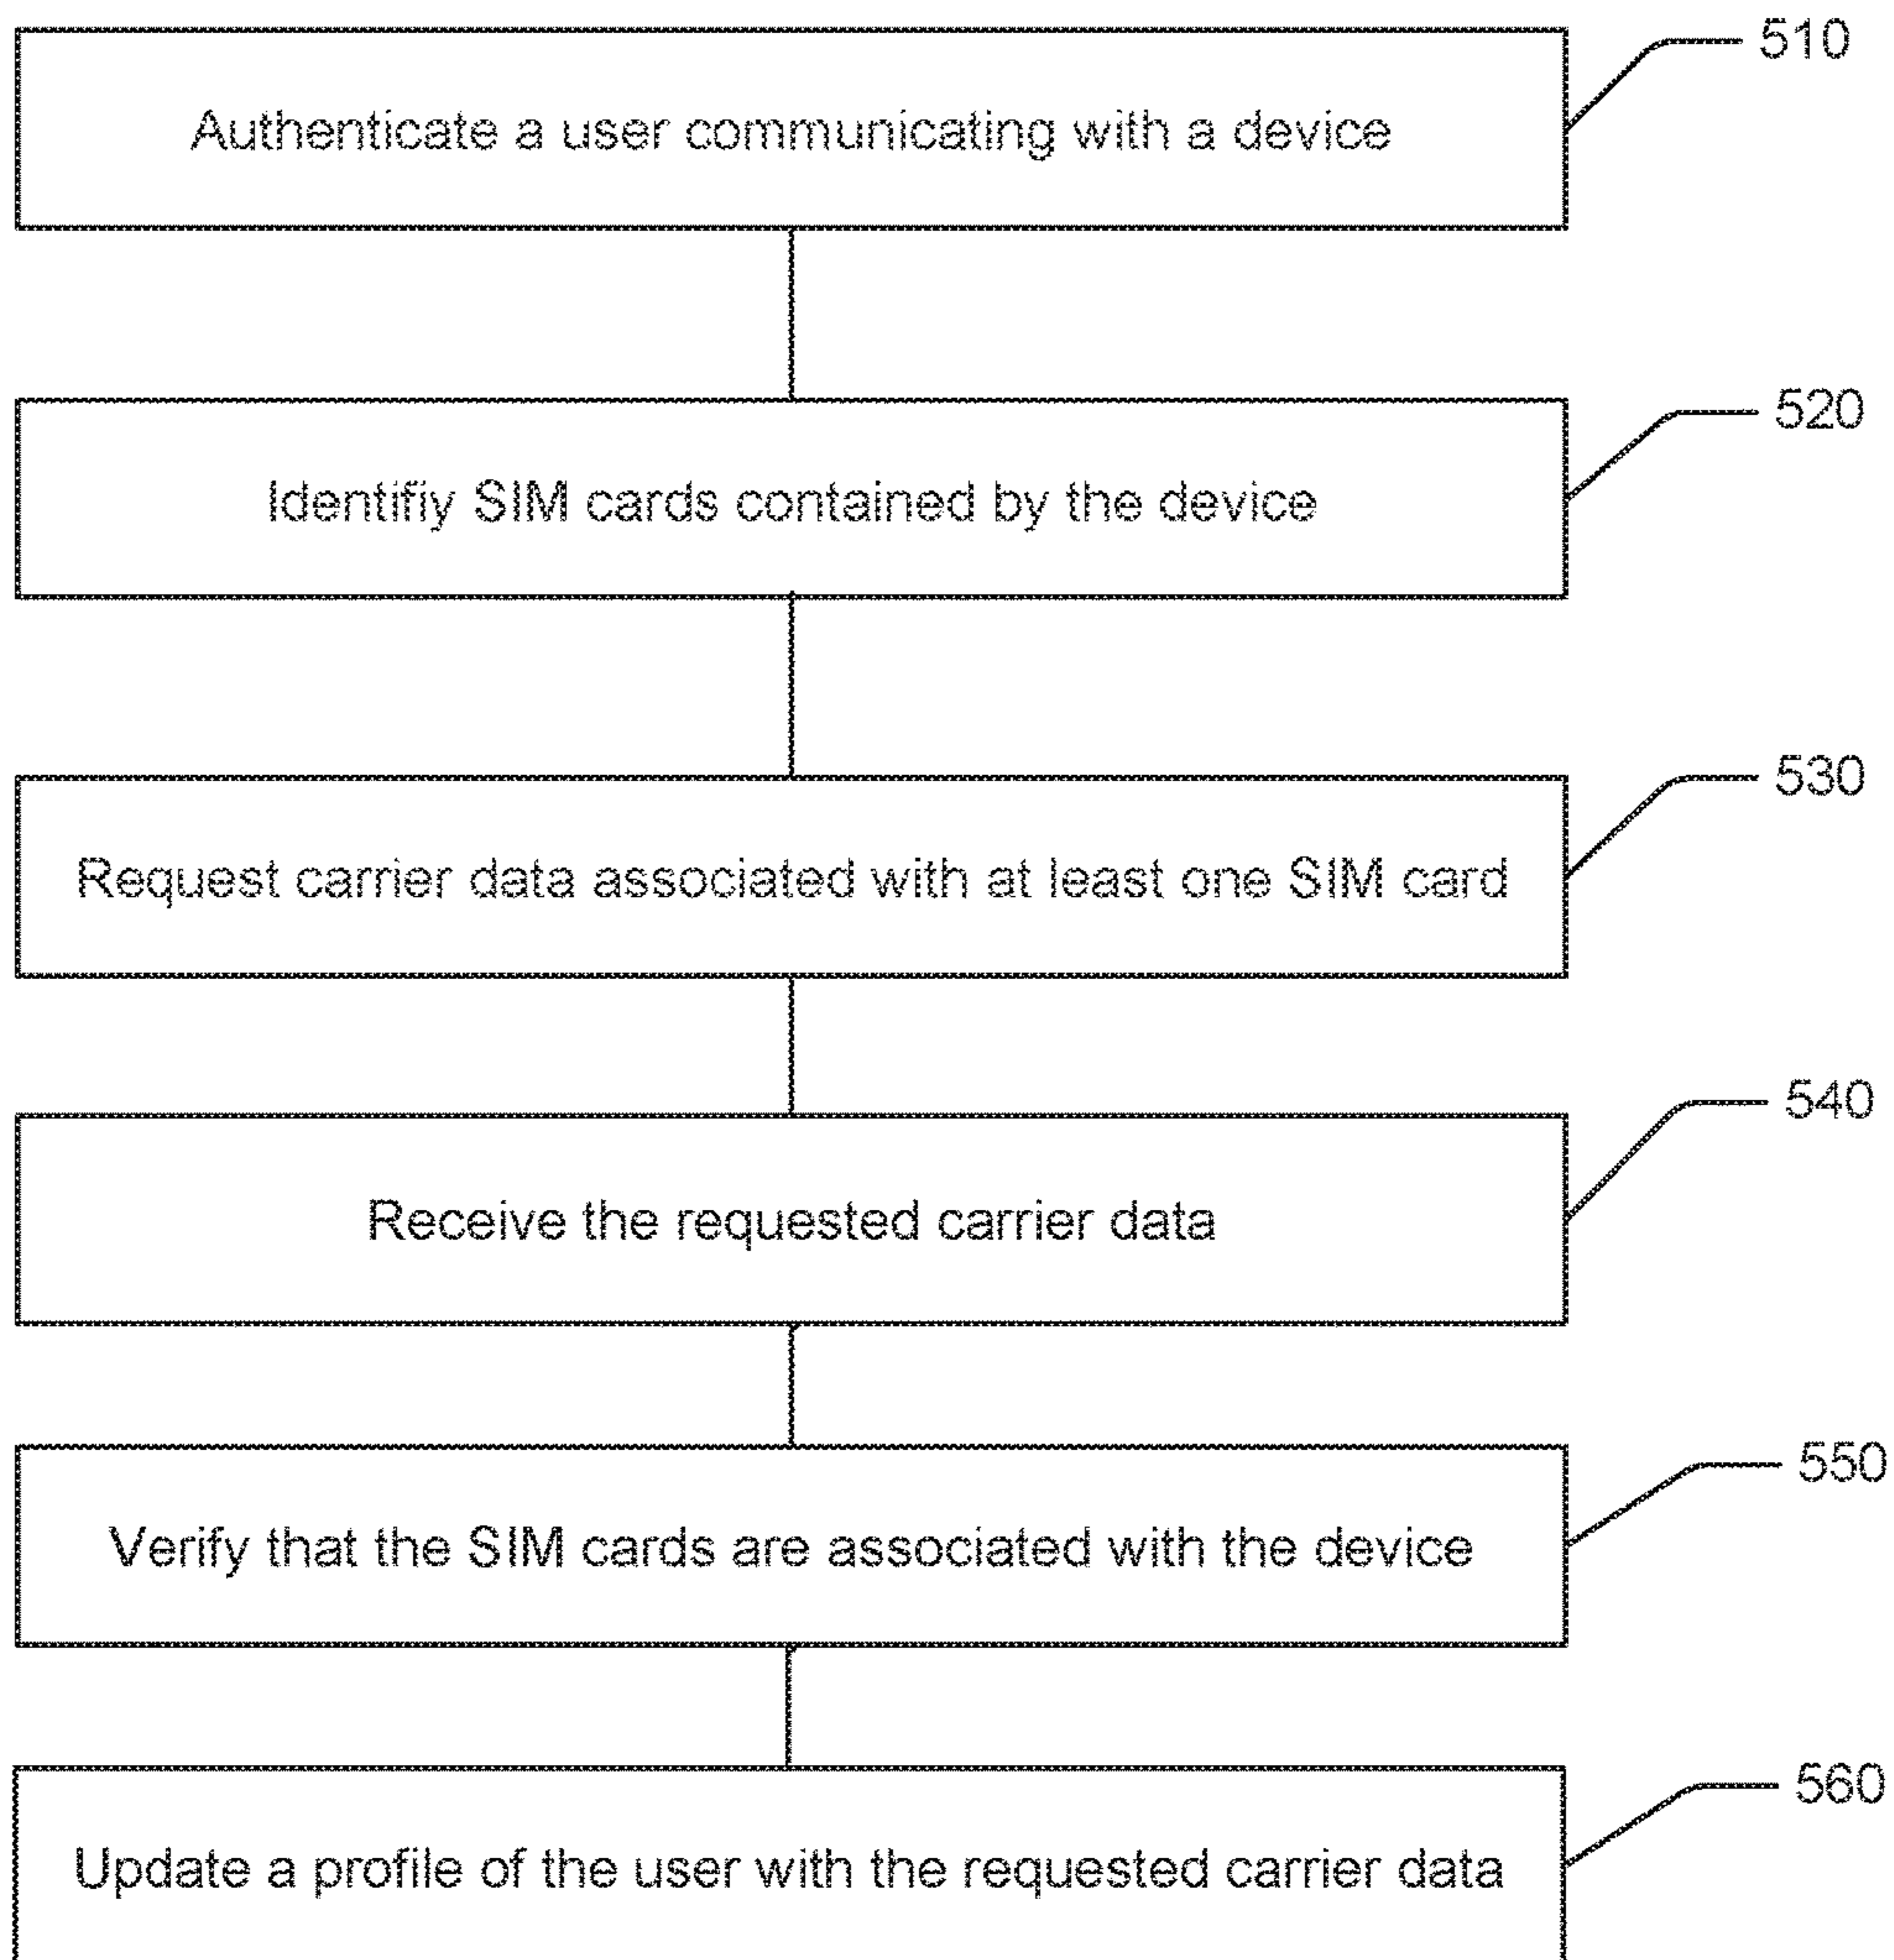 510
Authenticate a user communicating with a device
520
Identifiy SIM cards contained by the device
530
Request carrier data associated with at least one SIM card
540
Receive the requested carrier data
550
Verify that the SIM cards are associated with the device
560
Update a profile of the user with the requested carrier data